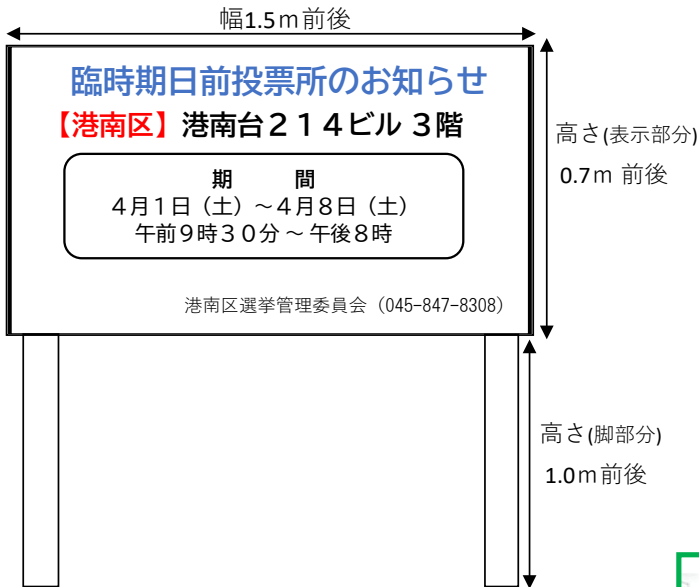 幅1.5ｍ前後
臨時期日前投票所のお知らせ
【港南区】港南台２１４ビル ３階
期　　間
４月１日（土）～４月８日（土）
午前９時３０分 ～ 午後８時
港南区選挙管理委員会（045-847-8308）
高さ(表示部分)
0.7ｍ 前後
高さ(脚部分)
1.0ｍ前後